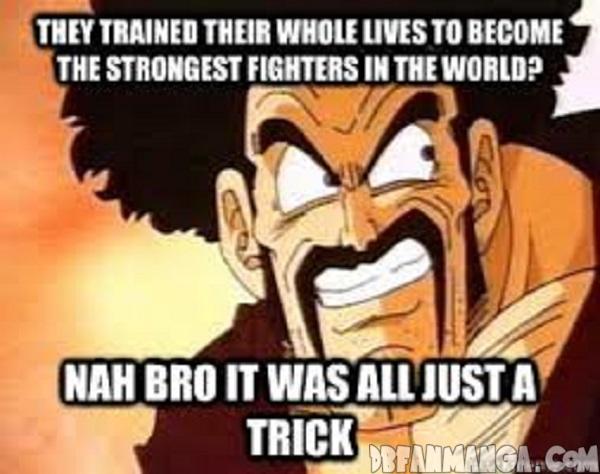 THEY TRAINED THEIR WHOLE LIVES TO BECOME
THE STRONGEST FIGHTERS IN THE WORLD?
NAH BRO IT WAS ALL JUST A
TRICK
DBFANMANGA.COM